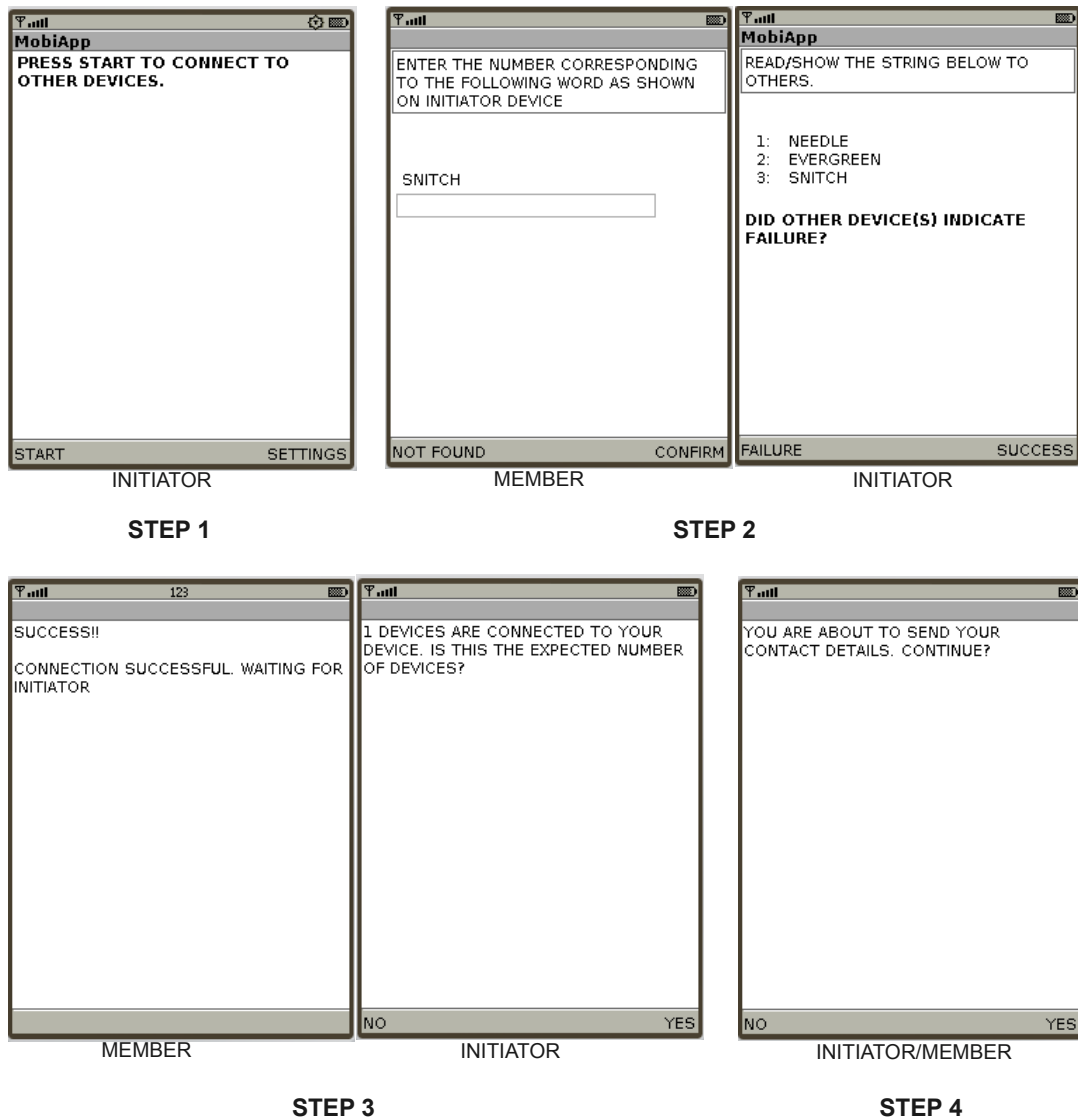 MobiApp
PRESS START TO CONNECT TO
OTHER DEVICES.
START SETTINGS
INITIATOR
STEP 1
ENTER THE NUMBER CORRESPONDING
TO THE FOLLOWING WORD AS SHOWN
ON INITIATOR DEVICE
SNITCH
NOT FOUND CONFIRM
MEMBER
MobiApp
READ/SHOW THE STRING BELOW TO
OTHERS.
1: NEEDLE
2: EVERGREEN
3: SNITCH
DID OTHER DEVICE(S) INDICATE
FAILURE?
FAILURE SUCCESS
INITIATOR
STEP 2
123
SUCCESS!!
CONNECTION SUCCESSFUL. WAITING FOR
INITIATOR
MEMBER
1 DEVICES ARE CONNECTED TO YOUR
DEVICE. IS THIS THE EXPECTED NUMBER
OF DEVICES?
NO YES
INITIATOR
STEP 3
YOU ARE ABOUT TO SEND YOUR
CONTACT DETAILS. CONTINUE?
NO YES
INITIATOR/MEMBER
STEP 4